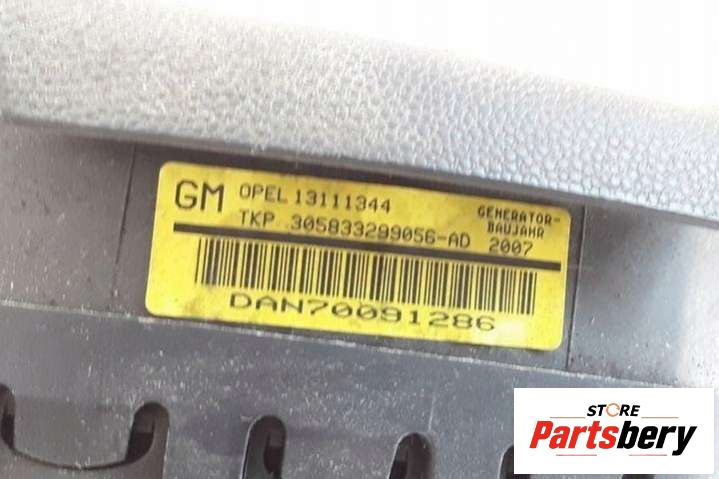 GM OPEL 13111344
TKP 305833299056-AD
GENERATOR-
BAUJAHR
2007
DAN70091286
STORE
Partsbery